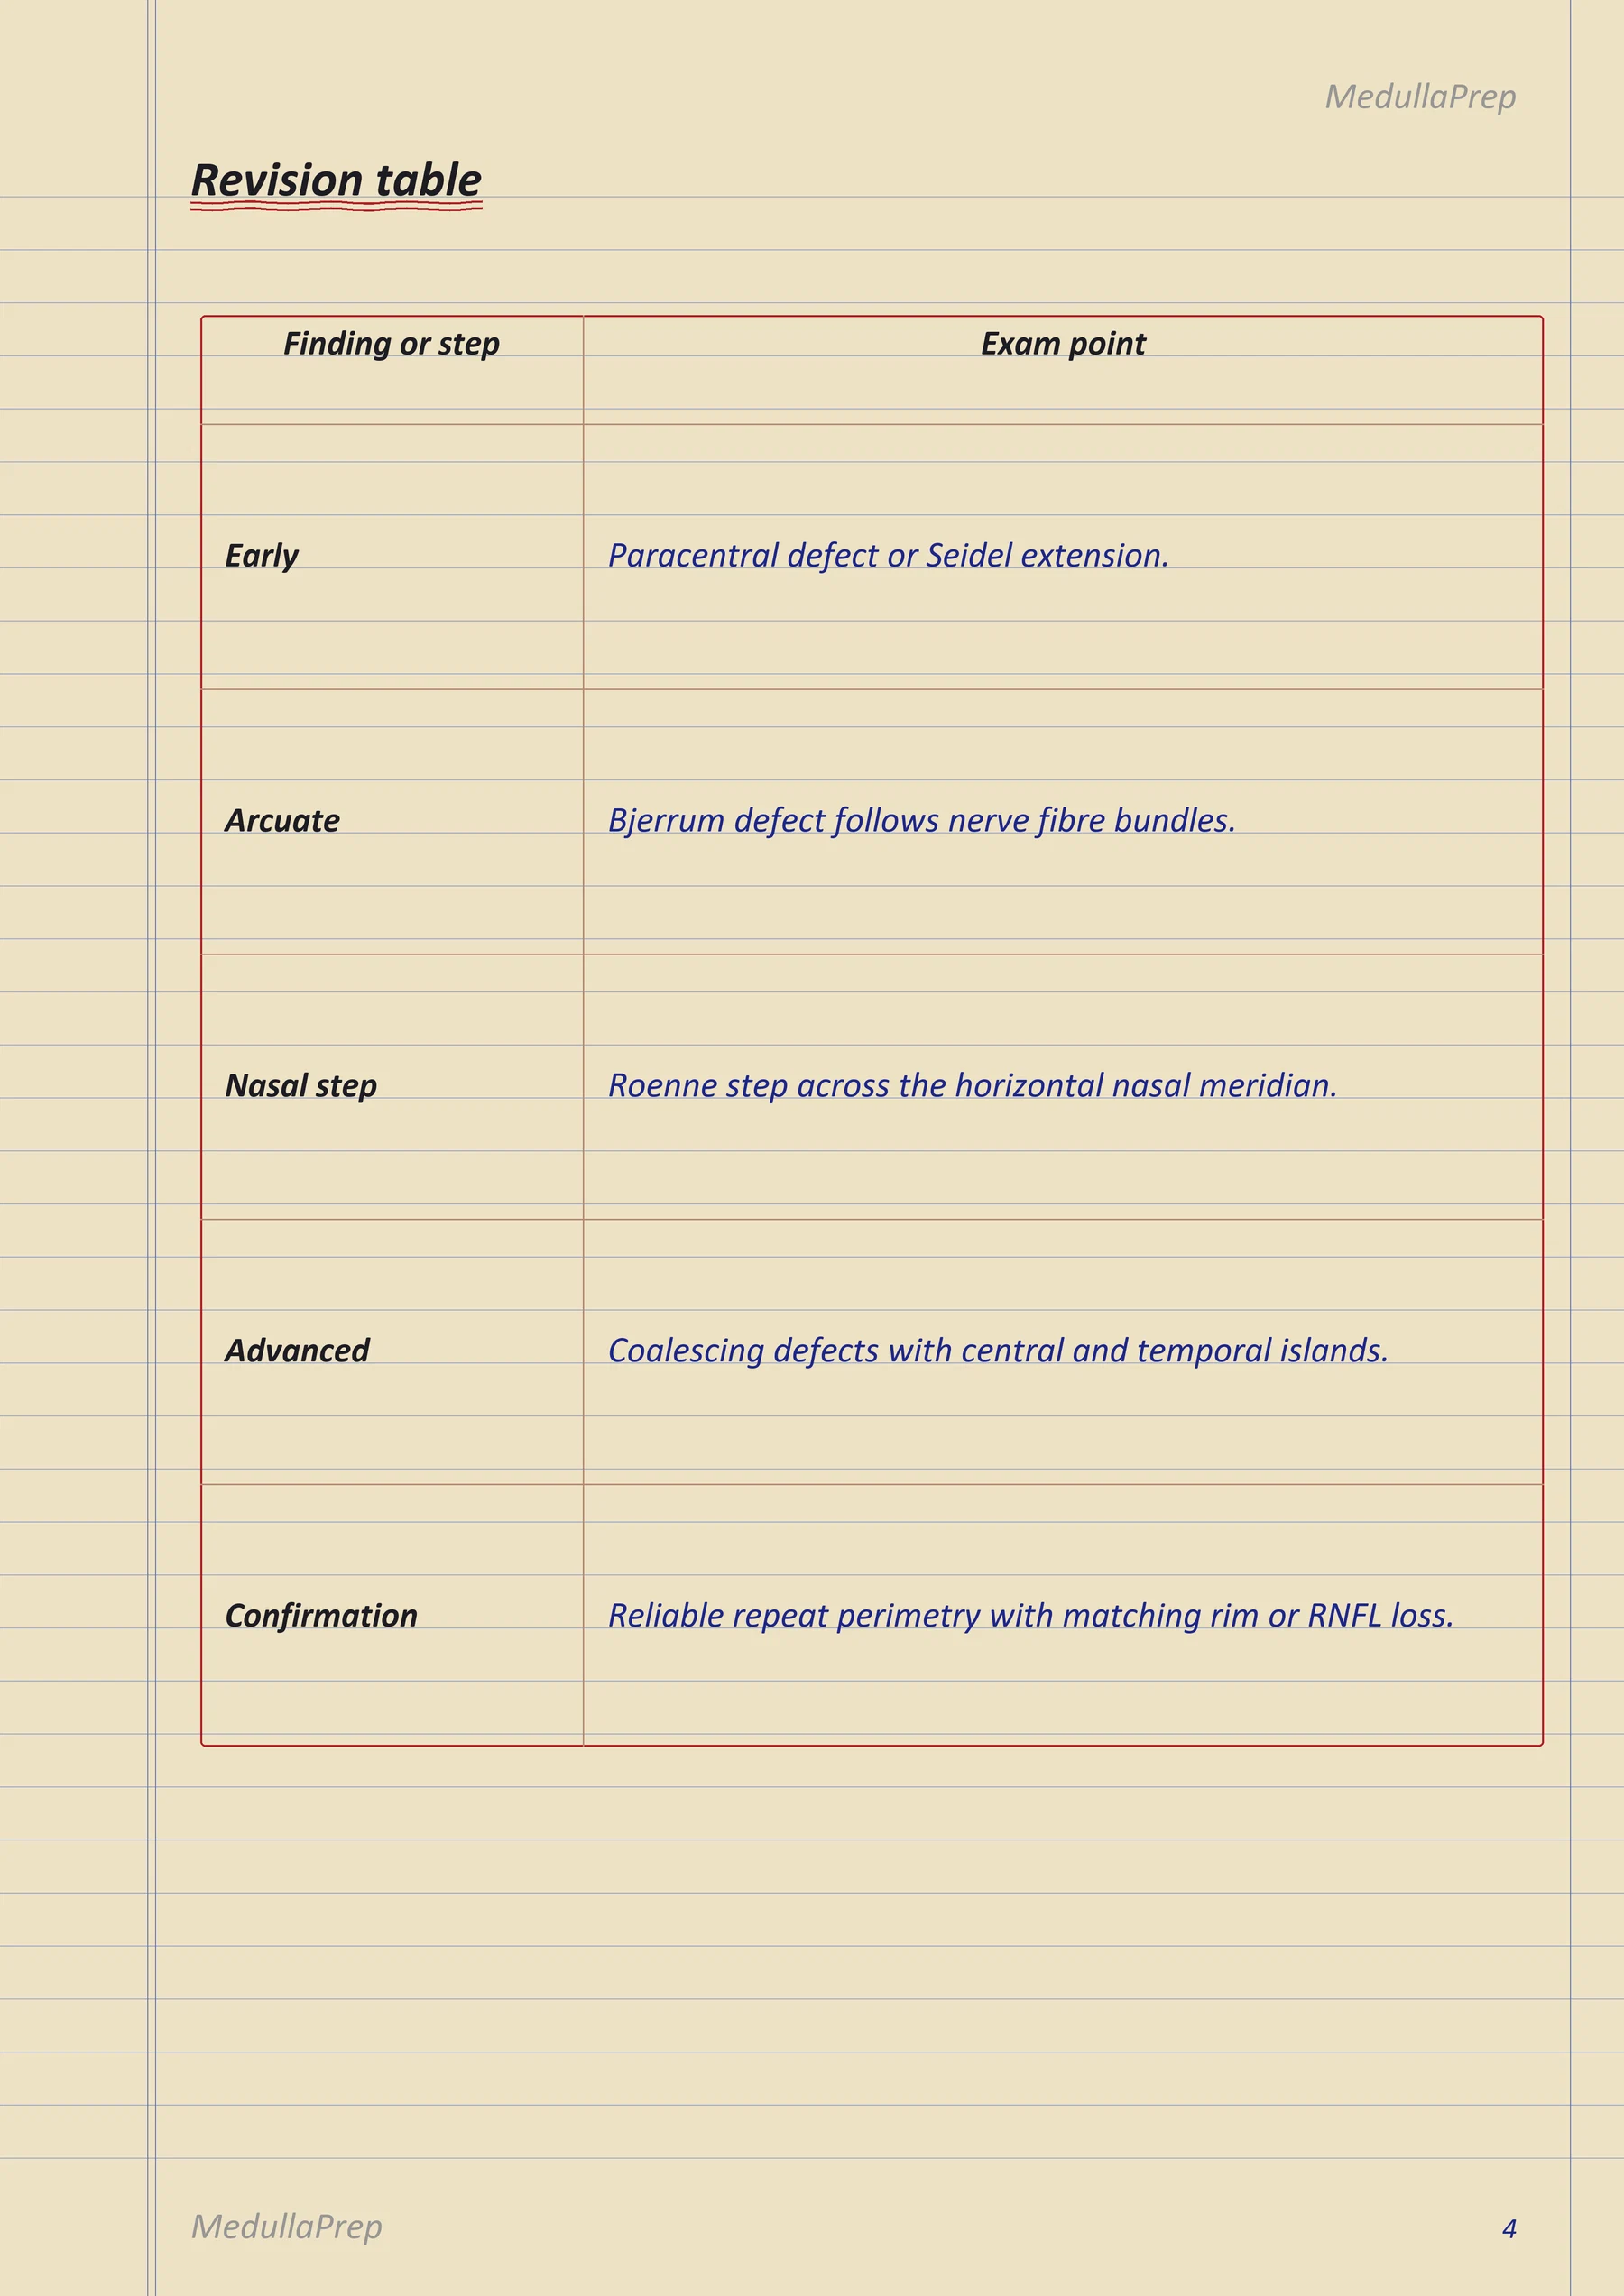 MedullaPrep
Revision table
Finding or step Exam point
Early Paracentral defect or Seidel extension.
Arcuate Bjerrum defect follows nerve fibre bundles.
Nasal step Roenne step across the horizontal nasal meridian.
Advanced Coalescing defects with central and temporal islands.
Confirmation Reliable repeat perimetry with matching rim or RNFL loss.
MedullaPrep 4